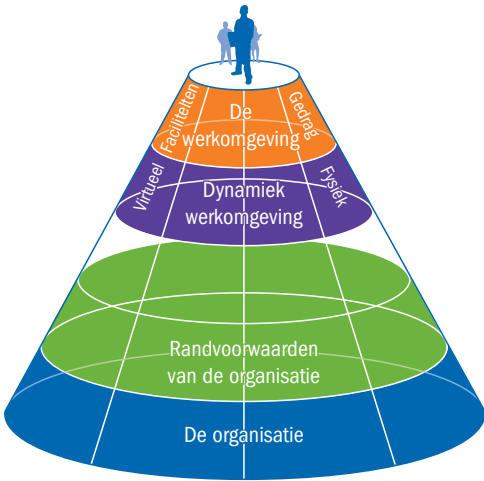 Faciliteiten
De
werkomgeving
Gedrag
Virtueel
Dynamiek
werkomgeving
Fysiek
Randvoorwaarden
van de organisatie
De organisatie